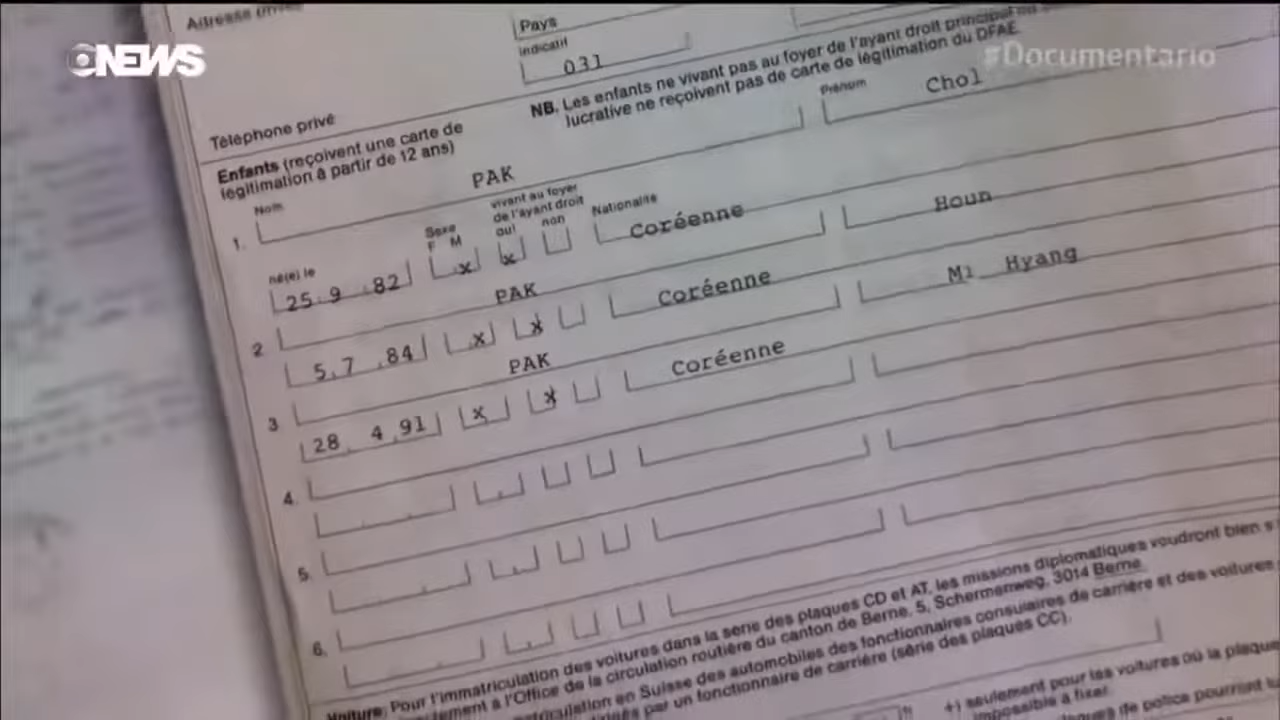 Adresse privée
Pays
Indicatif
031
NEWS
#Documentario
Téléphone privé
NB. Les enfants ne vivant pas au foyer de l'ayant droit principal
lucrative ne reçoivent pas de carte de légitimation du DFAE.
Enfants (reçoivent une carte de
légitimation à partir de 12 ans)
Nom
PAK
Prénom
Chol
1.
né(e) le
Sexe
F M
vivant au foyer
de l'ayant droit
oui non
Nationalité
25 9 82 x x Coréenne
2 PAK Houn
5.7 .84 x x Coréenne
3 PAK Mi Hyang
28. 4 91 x x Coréenne
4.
5.
6.
Voiture: Pour l'immatriculation des voitures dans la série des plaques CD et AT, les missions diplomatiques voudront bien s
à l'Office de la circulation routière du canton de Berne, 5, Schermenweg, 3014 Berne.
en Suisse des automobiles des fonctionnaires consulaires de carrière et des voitures
par un fonctionnaire de carrière (série des plaques CC).
+) seulement pour les voitures où la plaque
impossible à fixer.
de police pourront